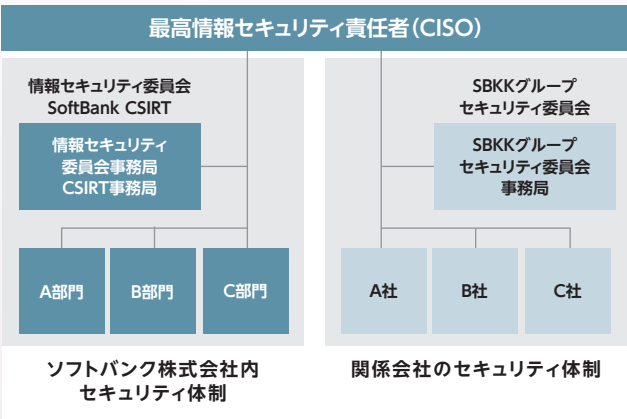 最高情報セキュリティ責任者（CISO）
情報セキュリティ委員会
SoftBank CSIRT
情報セキュリティ
委員会事務局
CSIRT事務局
A部門
B部門
C部門
ソフトバンク株式会社内
セキュリティ体制
SBKKグループ
セキュリティ委員会
SBKKグループ
セキュリティ委員会
事務局
A社
B社
C社
関係会社のセキュリティ体制